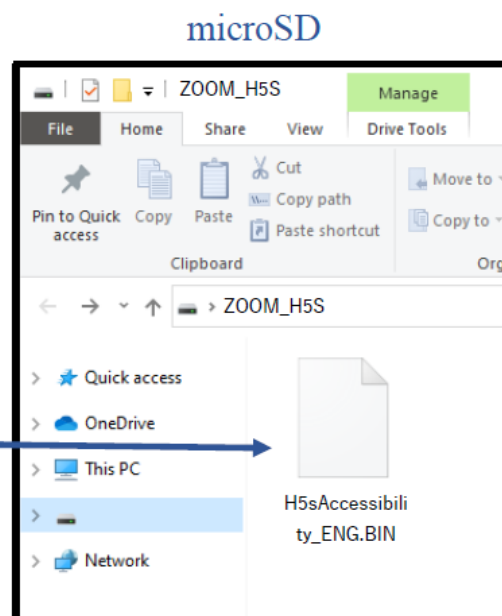 microSD
ZOOM_H5S
Manage
File Home Share View Drive Tools
Pin to Quick access
Copy
Paste
Cut
Copy path
Paste shortcut
Move to
Copy to
Clipboard
Org
> ZOOM_H5S
Quick access
OneDrive
This PC
Network
H5sAccessibili
ty_ENG.BIN